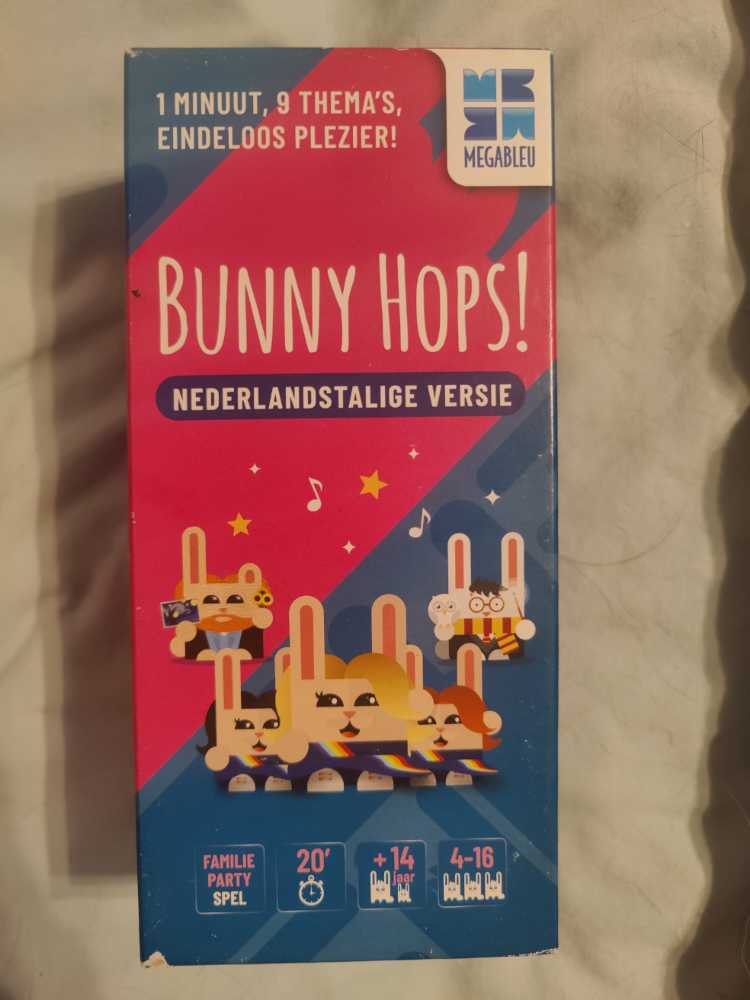 1 MINUUT, 9 THEMA'S,
EINDELOOS PLEZIER!
MEGABLEU
BUNNY HOPS!
NEDERLANDSTALIGE VERSIE
FAMILIE
PARTY
SPEL
20'
+14
jaar
4-16